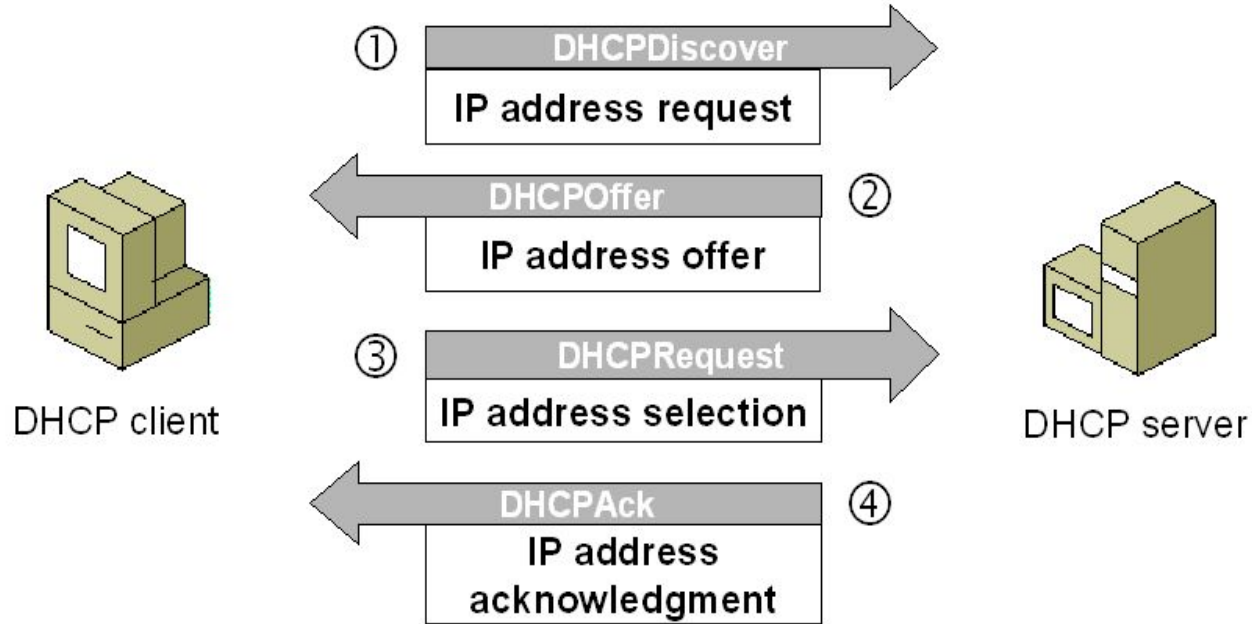 ① DHCPDiscover
IP address request
DHCPOffer ②
IP address offer
③ DHCPRequest
IP address selection
DHCP client
DHCP server
DHCPAck ④
IP address
acknowledgment